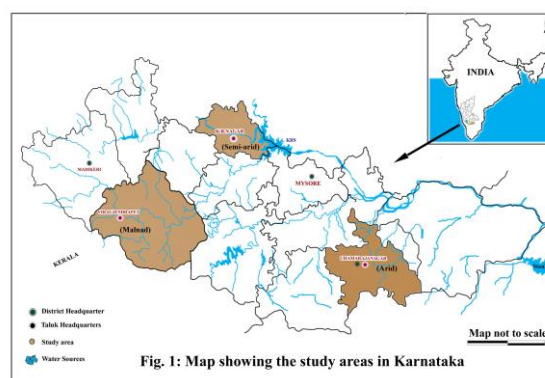 INDIA
K.R.NAGAR
(Semi-arid)
KRS
MADIKERI
MYSORE
VIRAJENDRAPET
(Malnad)
KERALA
CHAMARAJANAGAR
(Arid)
District Headquarter
Taluk Headquarters
Study area
Water Sources
Map not to scale
Fig. 1: Map showing the study areas in Karnataka